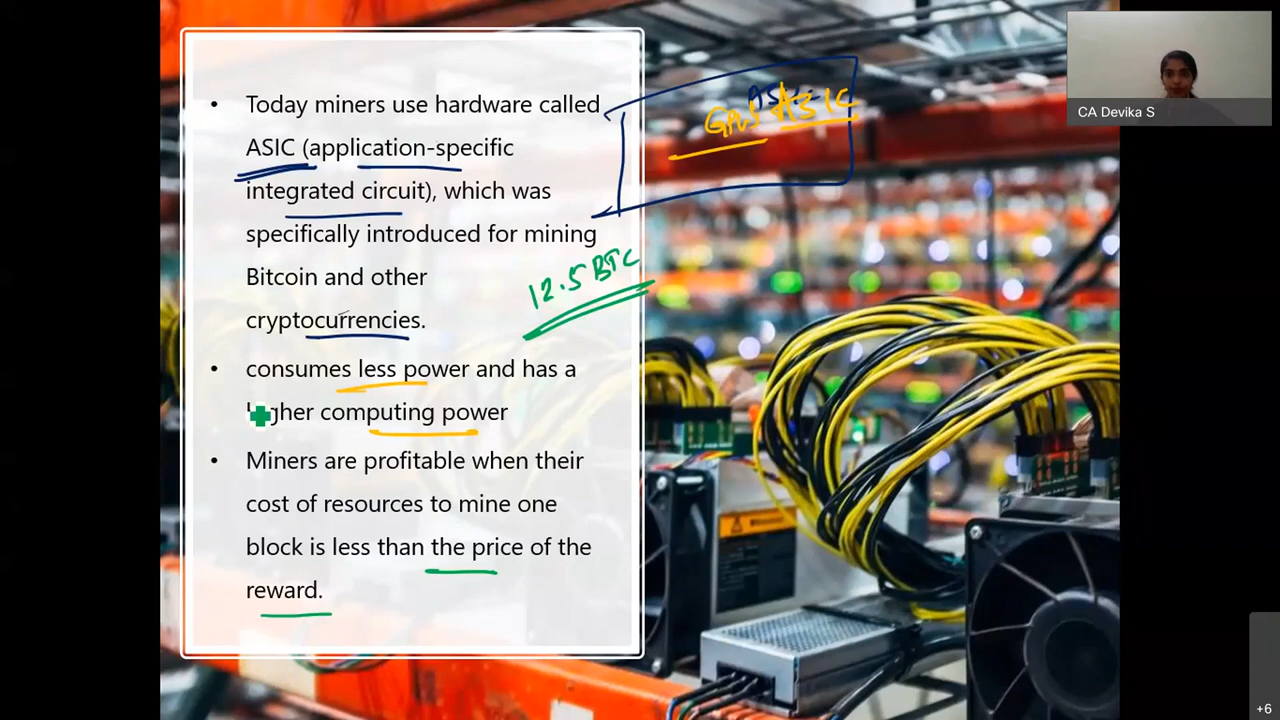 • Today miners use hardware called
ASIC (application-specific
integrated circuit), which was
specifically introduced for mining
Bitcoin and other
cryptocurrencies.
• consumes less power and has a
higher computing power
• Miners are profitable when their
cost of resources to mine one
block is less than the price of the
reward.
ASIC
12.5 BTC
CA Devika S
+6